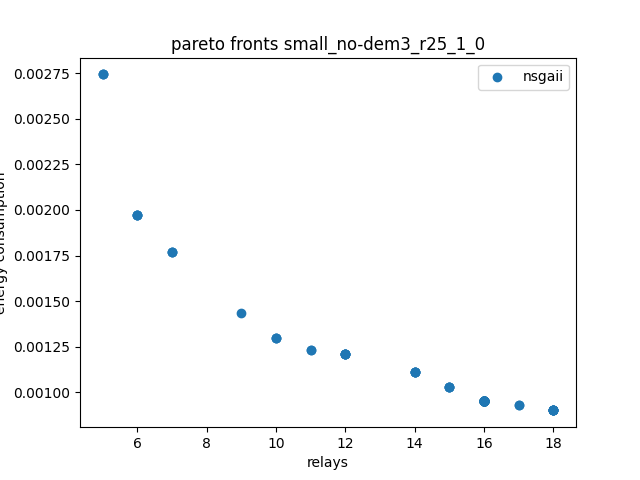 pareto fronts small_no-dem3_r25_1_0
nsgaii
0.00275
0.00250
0.00225
0.00200
0.00175
0.00150
0.00125
0.00100
energy consumption
6 8 10 12 14 16 18
relays